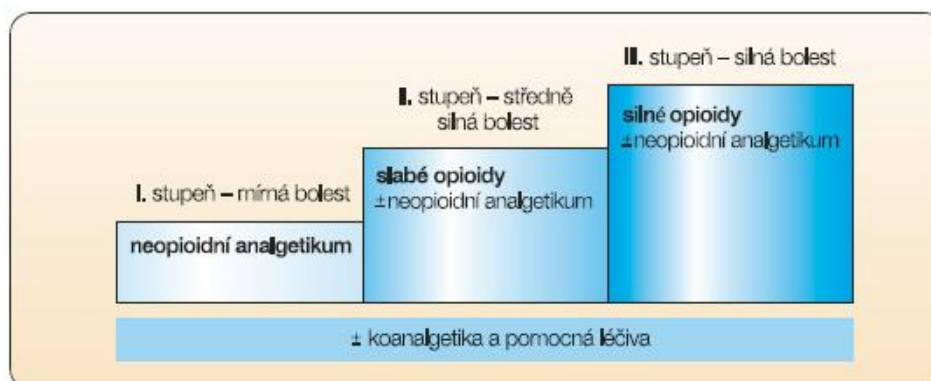 I. stupeň – mírná bolest
neopioidní analgetikum
II. stupeň – středně
silná bolest
slabé opioidy
±neopioidní analgetikum
III. stupeň – silná bolest
silné opioidy
±neopioidní analgetikum
± koanalgetika a pomocná léčiva